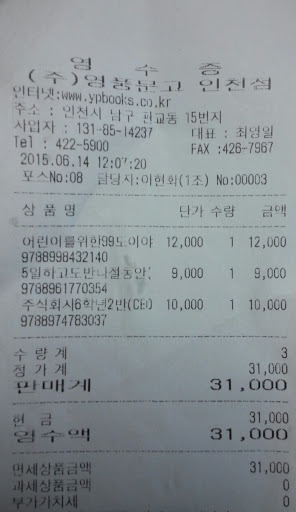 영 수 증
(주)영풍문고 인천점
인터넷:www.ypbooks.co.kr
주소 : 인천시 남구 관교동 15번지
사업자 : 131-85-14237 대표 : 최영일
Tel : 422-5900 FAX :426-7967
2015.06.14 12:07:20
포스No:08 담당자:이현화(1조) No:00003
상 품 명 단가 수량 금액
어린이를위한99도이야 12,000 1 12,000
9788998432140
5일하고도반나절동안 9,000 1 9,000
9788961770354
주식회사6학년2반(CEO 10,000 1 10,000
9788974783037
수 량 계 3
정 가 계 31,000
판매계 31,000
현 금 31,000
영수액 31,000
면세상품금액 31,000
과세상품금액 0
부가가치세 0